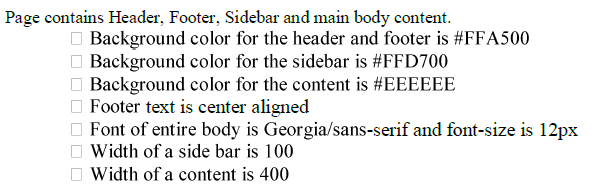 Page contains Header, Footer, Sidebar and main body content.
□ Background color for the header and footer is #FFA500
□ Background color for the sidebar is #FFD700
□ Background color for the content is #EEEEEE
□ Footer text is center aligned
□ Font of entire body is Georgia/sans-serif and font-size is 12px
□ Width of a side bar is 100
□ Width of a content is 400